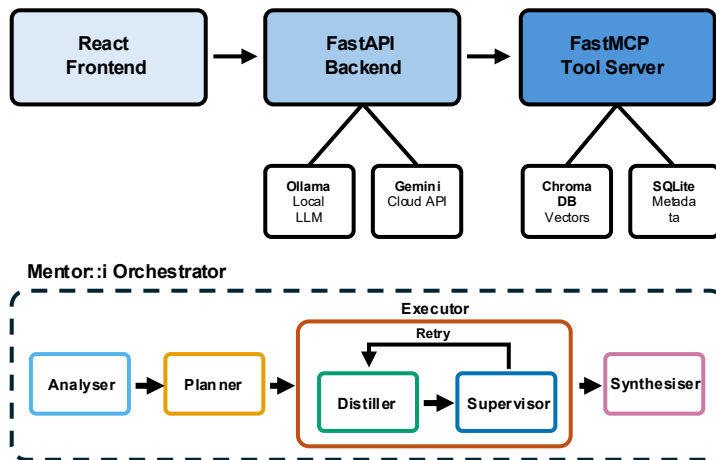 React
Frontend
FastAPI
Backend
FastMCP
Tool Server
Ollama
Local
LLM
Gemini
Cloud API
Chroma
DB
Vectors
SQLite
Metada
ta
Mentor::i Orchestrator
Executor
Retry
Analyser
Planner
Distiller
Supervisor
Synthesiser